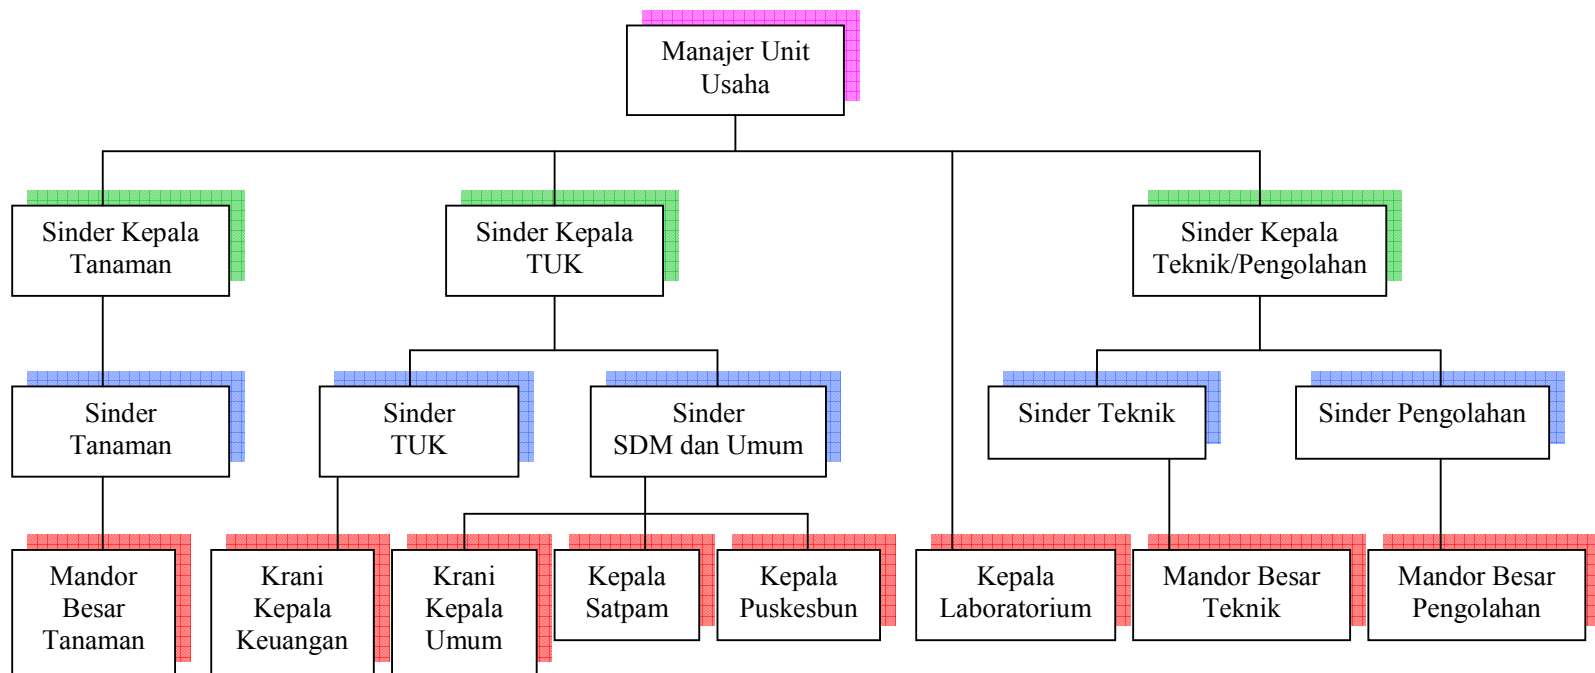 Manajer Unit
Usaha
Sinder Kepala
Tanaman
Sinder Kepala
TUK
Sinder Kepala
Teknik/Pengolahan
Sinder
Tanaman
Sinder
TUK
Sinder
SDM dan Umum
Sinder Teknik
Sinder Pengolahan
Mandor
Besar
Tanaman
Krani
Kepala
Keuangan
Krani
Kepala
Umum
Kepala
Satpam
Kepala
Puskesbun
Kepala
Laboratorium
Mandor Besar
Teknik
Mandor Besar
Pengolahan